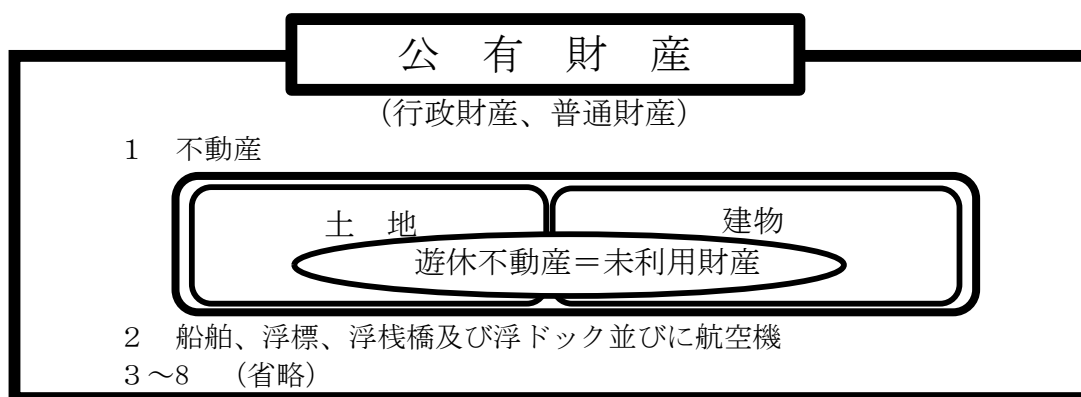 公　有　財　産
（行政財産、普通財産）
１　不動産
土　地
建物
遊休不動産＝未利用財産
２　船舶、浮標、浮桟橋及び浮ドック並びに航空機
３～8　（省略）